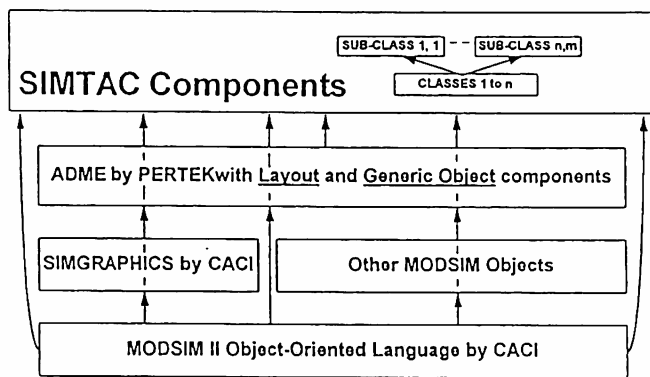 SUB-CLASS 1, 1 -- SUB-CLASS n,m
SIMTAC Components
CLASSES 1 to n
ADME by PERTEKwith Layout and Generic Object components
SIMGRAPHICS by CACI
Other MODSIM Objects
MODSIM II Object-Oriented Language by CACI